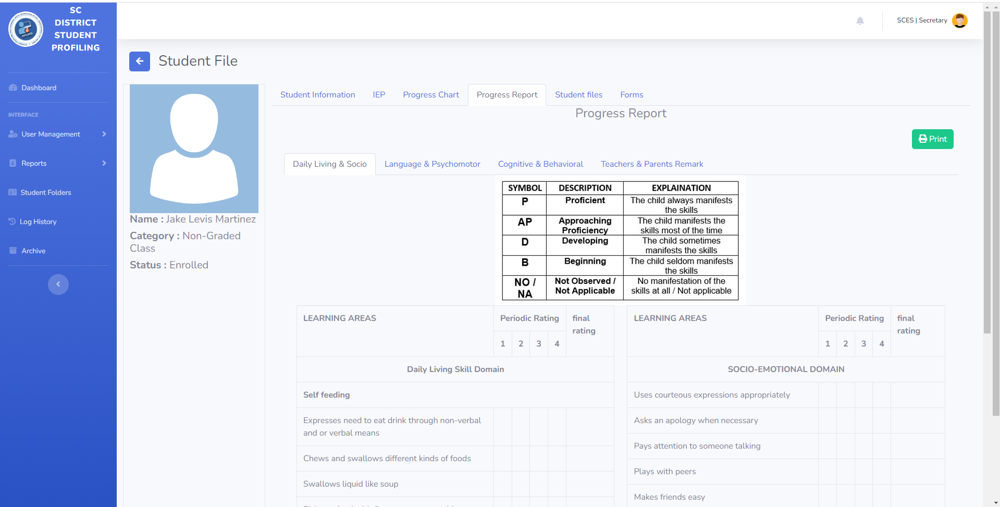 SC
DISTRICT
STUDENT
PROFILING
SCES | Secretary
Dashboard
INTERFACE
User Management
Reports
Student Folders
Log History
Archive
Student File
Name : Jake Levis Martinez
Category : Non-Graded
Class
Status : Enrolled
Student Information IEP Progress Chart Progress Report Student files Forms
Progress Report
Print
Daily Living & Socio Language & Psychomotor Cognitive & Behavioral Teachers & Parents Remark
SYMBOL DESCRIPTION EXPLAINATION
P Proficient The child always manifests
the skills
AP Approaching Proficiency The child manifests the
skills most of the time
D Developing The child sometimes
manifests the skills
B Beginning The child seldom manifests
the skills
NO / NA Not Observed / Not Applicable No manifestation of the
skills at all / Not applicable
LEARNING AREAS Periodic Rating final
rating
1 2 3 4
Daily Living Skill Domain
Self feeding
Expresses need to eat drink through non-verbal
and or verbal means
Chews and swallows different kinds of foods
Swallows liquid like soup
LEARNING AREAS Periodic Rating final
rating
1 2 3 4
SOCIO-EMOTIONAL DOMAIN
Uses courteous expressions appropriately
Asks an apology when necessary
Pays attention to someone talking
Plays with peers
Makes friends easy